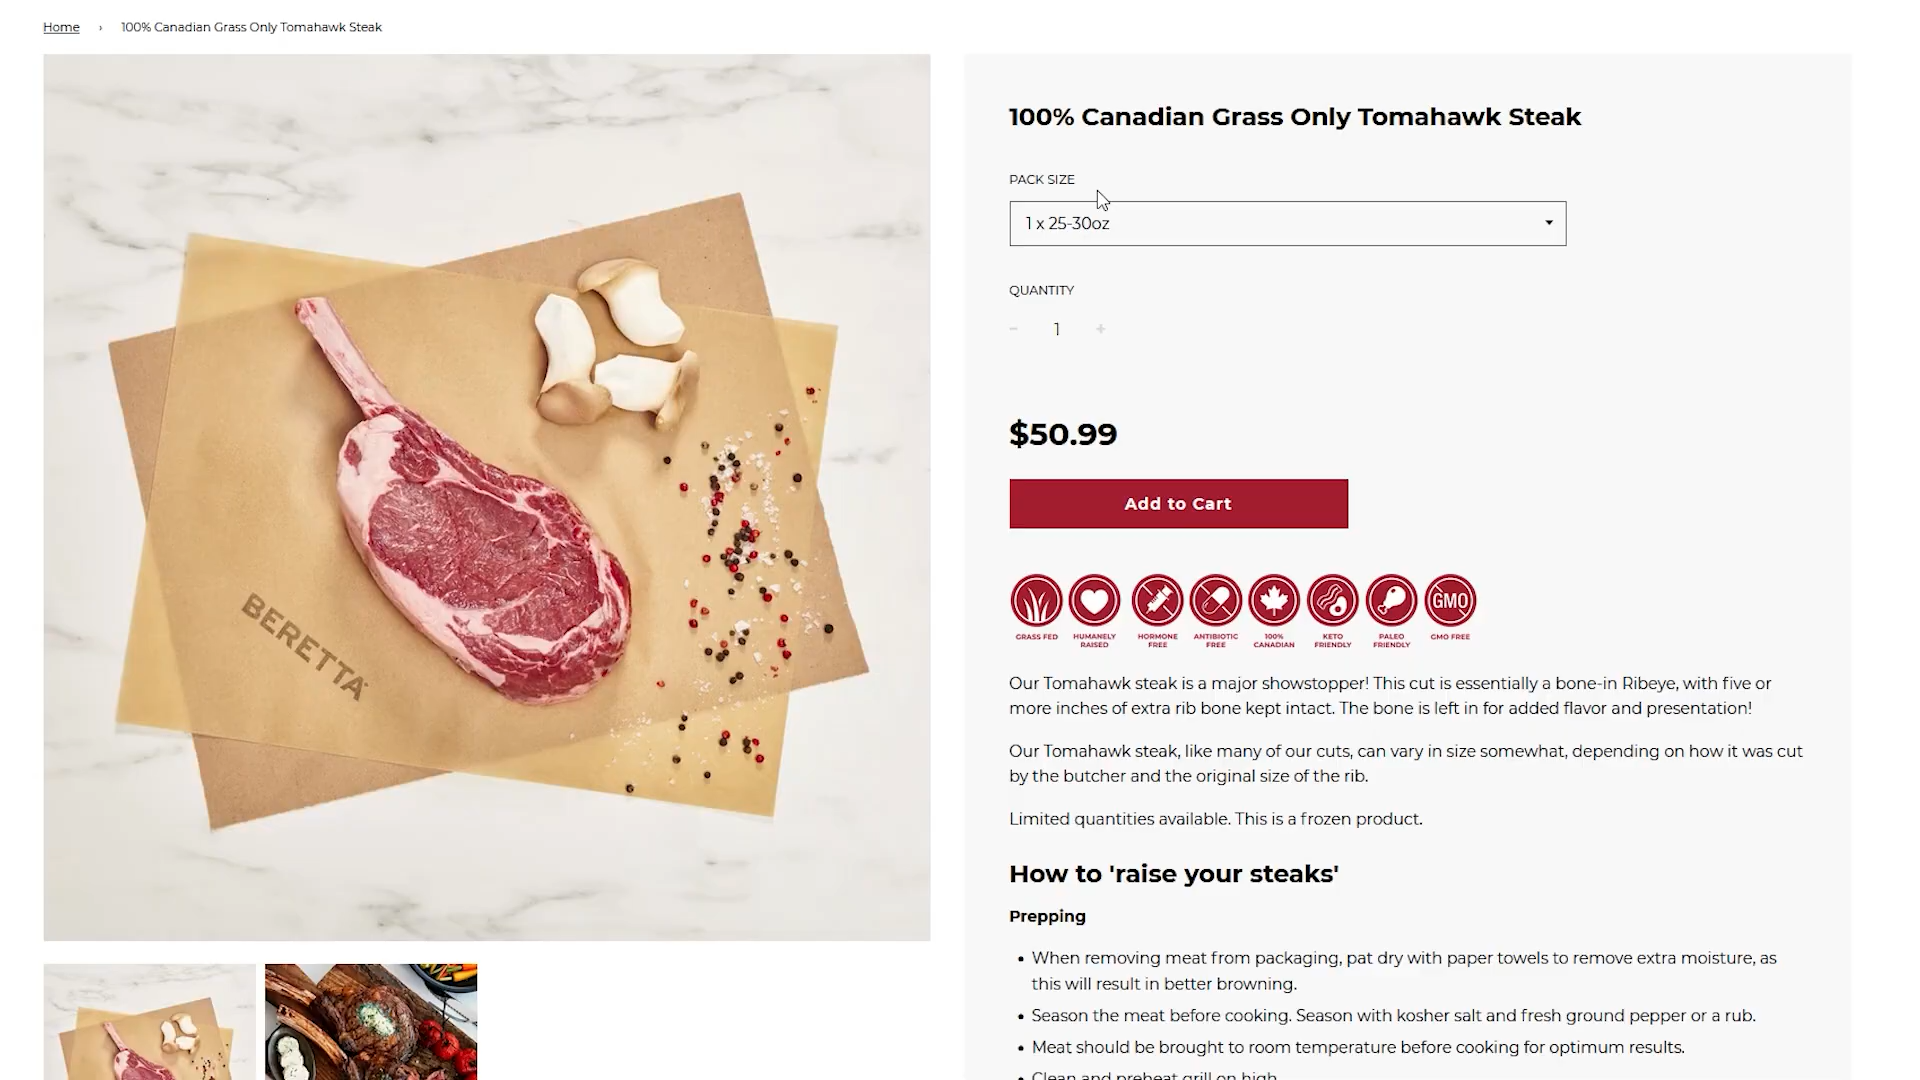 Home › 100% Canadian Grass Only Tomahawk Steak
BERETTA
100% Canadian Grass Only Tomahawk Steak
PACK SIZE
1 x 25-30oz
QUANTITY
− 1 +
$50.99
Add to Cart
GMO
GRASS FED
HUMANELY
RAISED
HORMONE
FREE
ANTIBIOTIC
FREE
100%
CANADIAN
KETO
FRIENDLY
PALEO
FRIENDLY
GMO FREE
Our Tomahawk steak is a major showstopper! This cut is essentially a bone-in Ribeye, with five or
more inches of extra rib bone kept intact. The bone is left in for added flavor and presentation!
Our Tomahawk steak, like many of our cuts, can vary in size somewhat, depending on how it was cut
by the butcher and the original size of the rib.
Limited quantities available. This is a frozen product.
How to 'raise your steaks'
Prepping
• When removing meat from packaging, pat dry with paper towels to remove extra moisture, as
this will result in better browning.
• Season the meat before cooking. Season with kosher salt and fresh ground pepper or a rub.
• Meat should be brought to room temperature before cooking for optimum results.
• Clean and preheat grill on high.